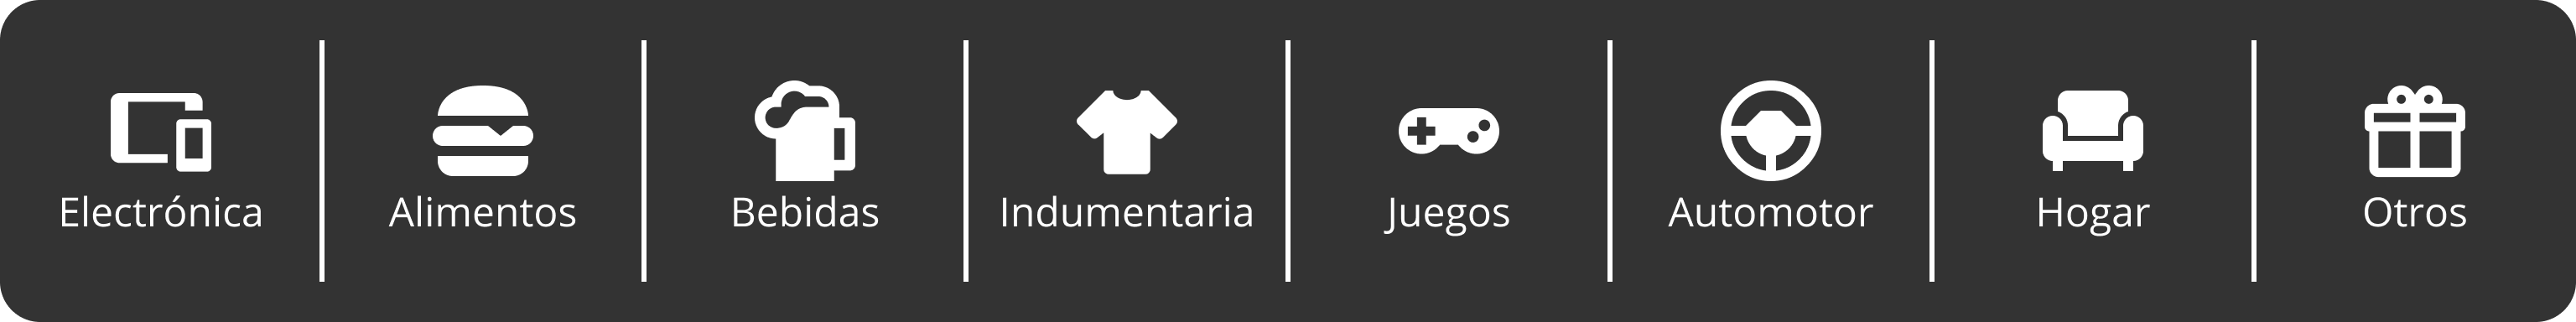 Electrónica
Alimentos
Bebidas
Indumentaria
Juegos
Automotor
Hogar
Otros